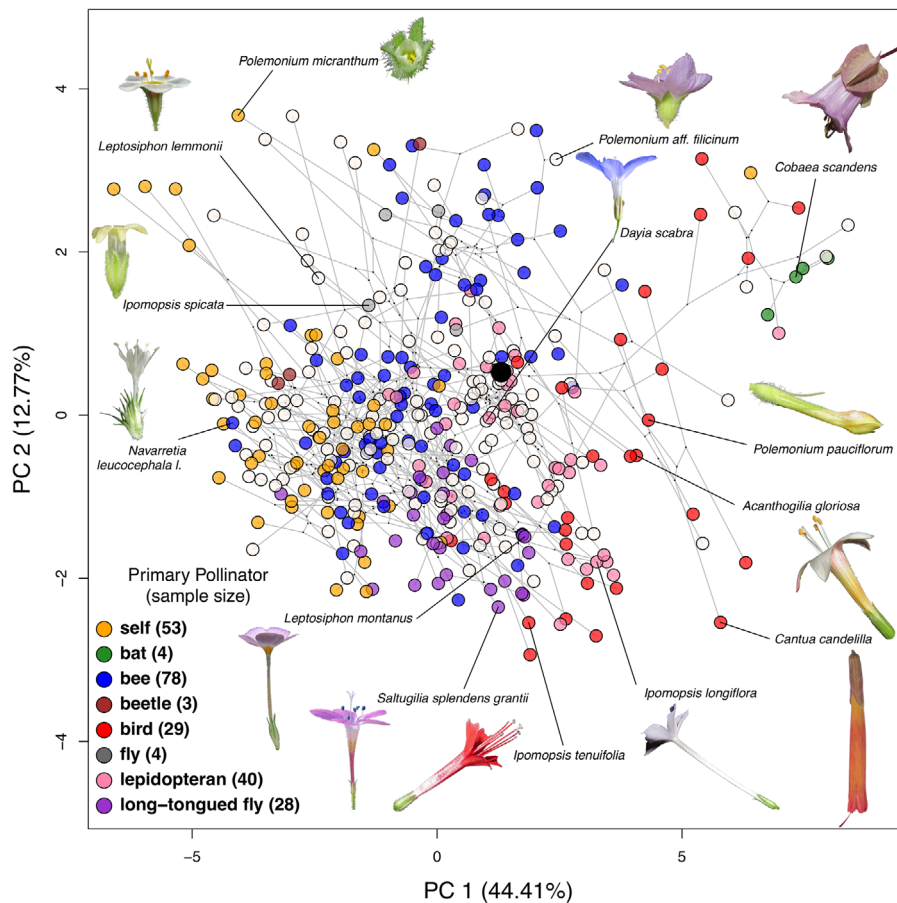 Polemonium micranthum
Leptosiphon lemmonii
Polemonium aff. filicinum
Cobaea scandens
Dayia scabra
Ipomopsis spicata
Navarretia
leucocephala l.
Polemonium pauciflorum
Acanthogilia gloriosa
Leptosiphon montanus
Cantua candelilla
Saltugilia splendens grantii
Ipomopsis longiflora
Ipomopsis tenuifolia
Primary Pollinator
(sample size)
self (53)
bat (4)
bee (78)
beetle (3)
bird (29)
fly (4)
lepidopteran (40)
long−tongued fly (28)
PC 2 (12.77%)
4
2
0
−2
−4
−5
0
5
PC 1 (44.41%)